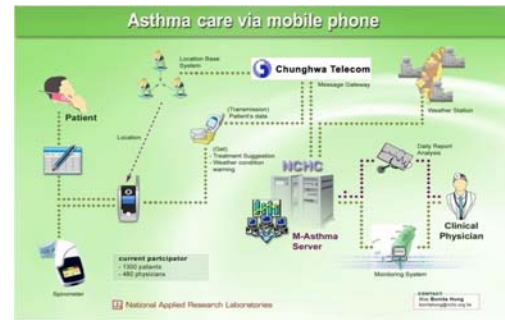 Asthma care via mobile phone
Location Base
System
Chunghwa Telecom
Message Gateway
Weather Station
Patient
(Transmission)
Patient's data
Location
(Get)
- Treatment Suggestion
- Weather condition
warning
NCHC
Daily Report
Analysis
M-Asthma
Server
Clinical
Physician
Monitoring System
Spirometer
current particpator
- 1300 patients
- 480 physicians
National Applied Research Laboratories
CONTACT